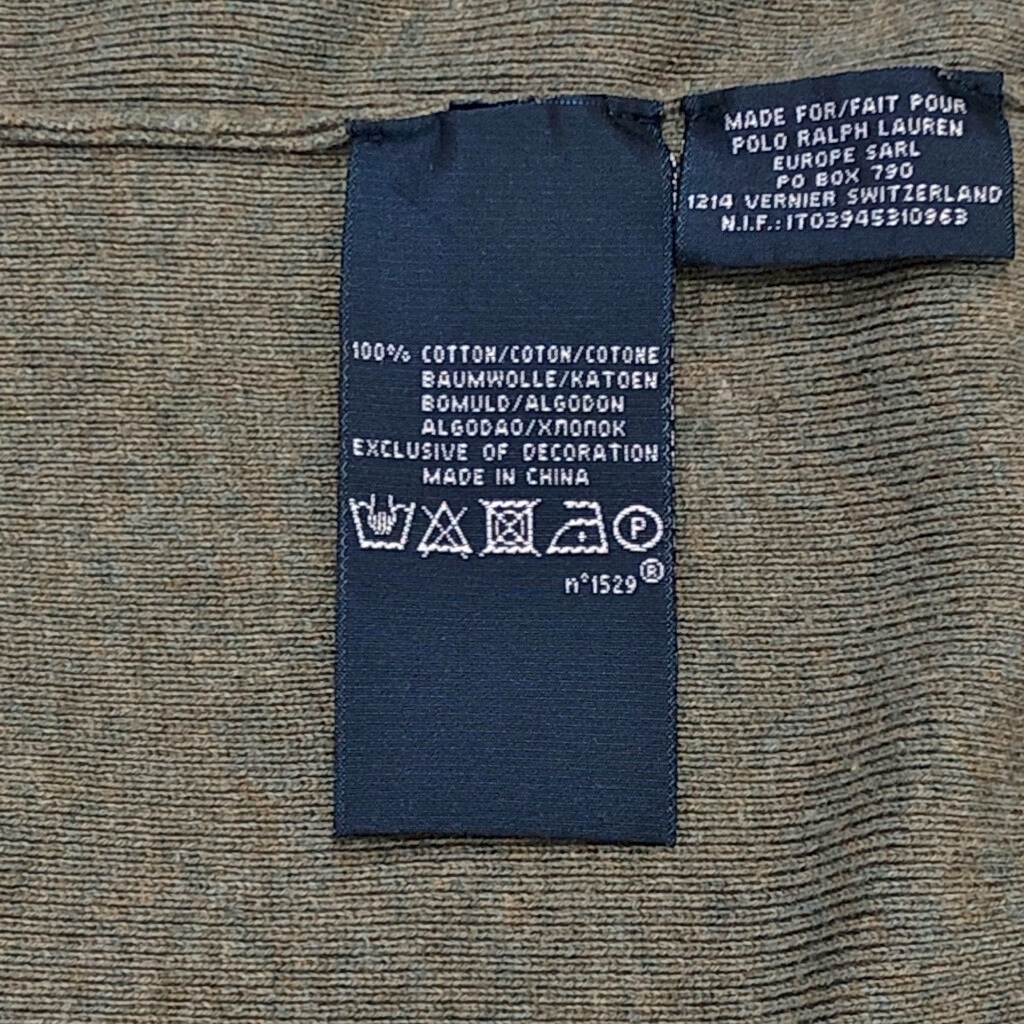 MADE FOR/FAIT POUR
POLO RALPH LAUREN
EUROPE SARL
PO BOX 790
1214 VERNIER SWITZERLAND
N.I.F.:IT03945310963
100% COTTON/COTON/COTONE
BAUMWOLLE/KATOEN
BOMULD/ALGODON
ALGODAO/ХЛОПОК
EXCLUSIVE OF DECORATION
MADE IN CHINA
P
n°1529®